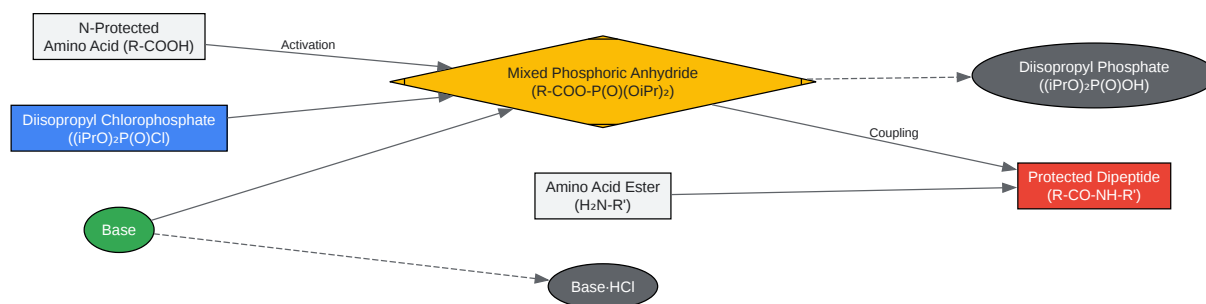 N-Protected
Amino Acid (R-COOH)
Activation
Diisopropyl Chlorophosphate
((iPrO)₂P(O)Cl)
Base
Mixed Phosphoric Anhydride
(R-COO-P(O)(OiPr)₂)
Amino Acid Ester
(H₂N-R')
Base·HCl
Coupling
Diisopropyl Phosphate
((iPrO)₂P(O)OH)
Protected Dipeptide
(R-CO-NH-R')